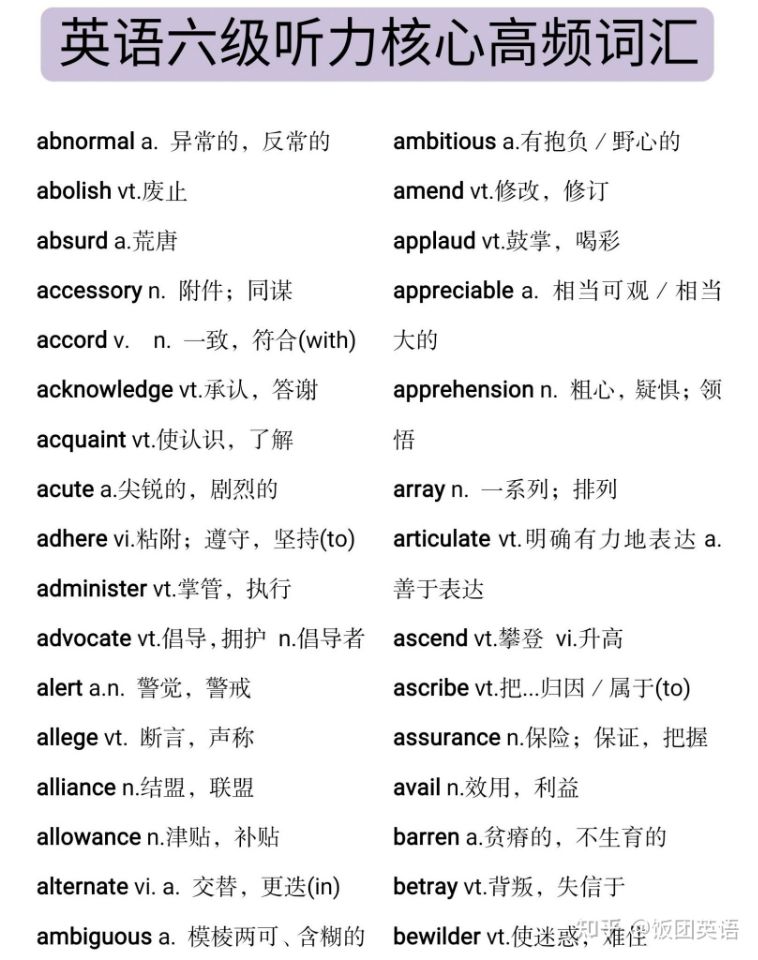 英语六级听力核心高频词汇
abnormal a. 异常的，反常的
abolish vt.废止
absurd a.荒唐
accessory n. 附件；同谋
accord v. n. 一致，符合(with)
acknowledge vt.承认，答谢
acquaint vt.使认识，了解
acute a.尖锐的，剧烈的
adhere vi.粘附；遵守，坚持(to)
administer vt.掌管，执行
advocate vt.倡导,拥护 n.倡导者
alert a.n. 警觉，警戒
allege vt. 断言，声称
alliance n.结盟，联盟
allowance n.津贴，补贴
alternate vi. a. 交替，更迭(in)
ambiguous a. 模棱两可、含糊的
ambitious a.有抱负 / 野心的
amend vt.修改，修订
applaud vt.鼓掌，喝彩
appreciable a. 相当可观 / 相当
大的
apprehension n. 粗心，疑惧；领
悟
array n. 一系列；排列
articulate vt.明确有力地表达 a.
善于表达
ascend vt.攀登 vi.升高
ascribe vt.把...归因 / 属于(to)
assurance n.保险；保证，把握
avail n.效用，利益
barren a.贫瘠的，不生育的
betray vt.背叛，失信于
bewilder vt.使迷惑，难住
知乎 @饭团英语